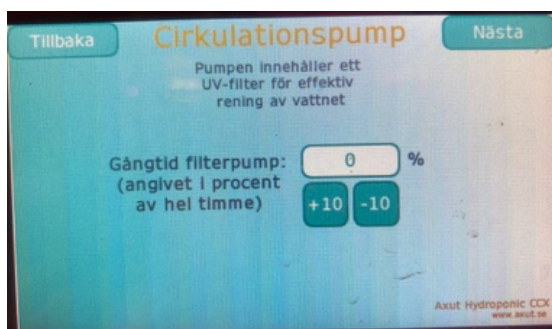 Tillbaka
Cirkulationspump
Nästa
Pumpen innehåller ett
UV-filter för effektiv
rening av vattnet
Gångtid filterpump:
0 %
(angivet i procent
av hel timme)
+10 -10
Axut Hydroponic CCX
www.axut.se